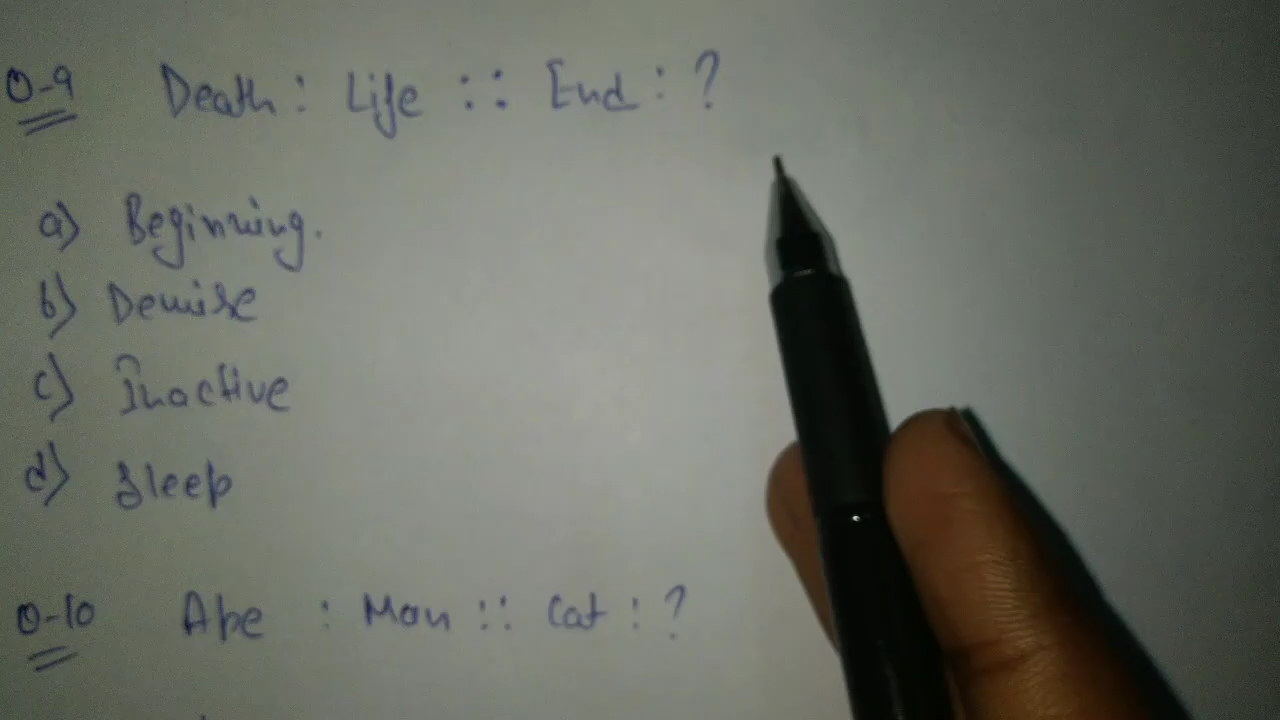 Q-9 Death : Life :: End : ?
a) Beginning.
b) Demise
c) Inactive
d) Sleep
Q-10 Ape : Man :: Cat : ?